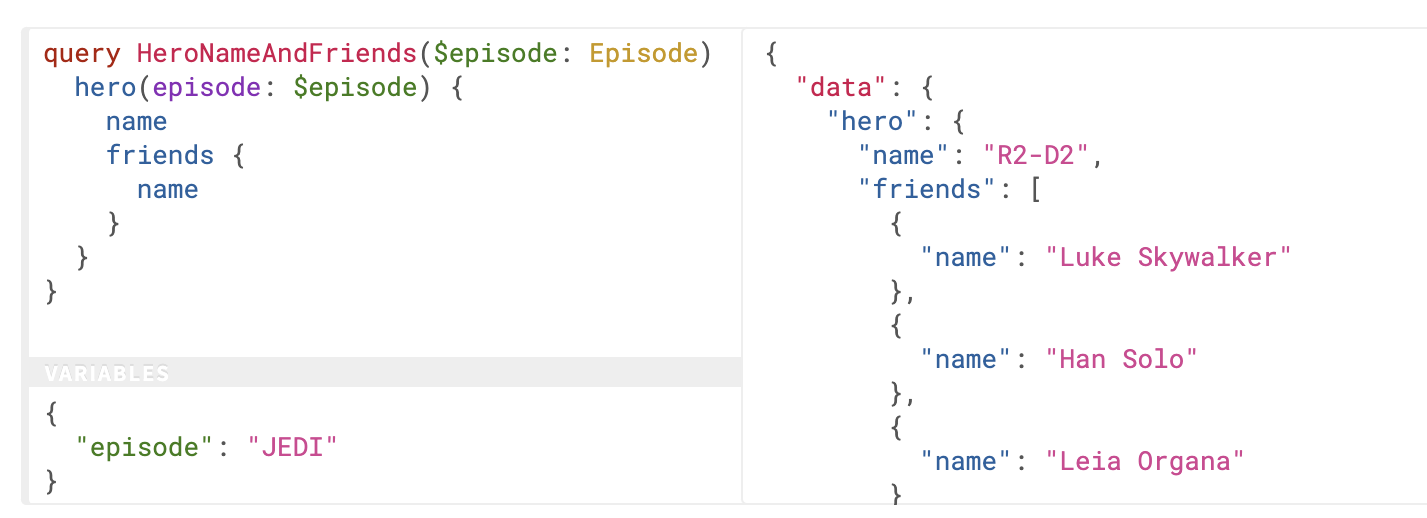 query HeroNameAndFriends($episode: Episode)
  hero(episode: $episode) {
    name
    friends {
      name
    }
  }
}
VARIABLES
{
  "episode": "JEDI"
}
{
  "data": {
    "hero": {
      "name": "R2-D2",
      "friends": [
        {
          "name": "Luke Skywalker"
        },
        {
          "name": "Han Solo"
        },
        {
          "name": "Leia Organa"
        }